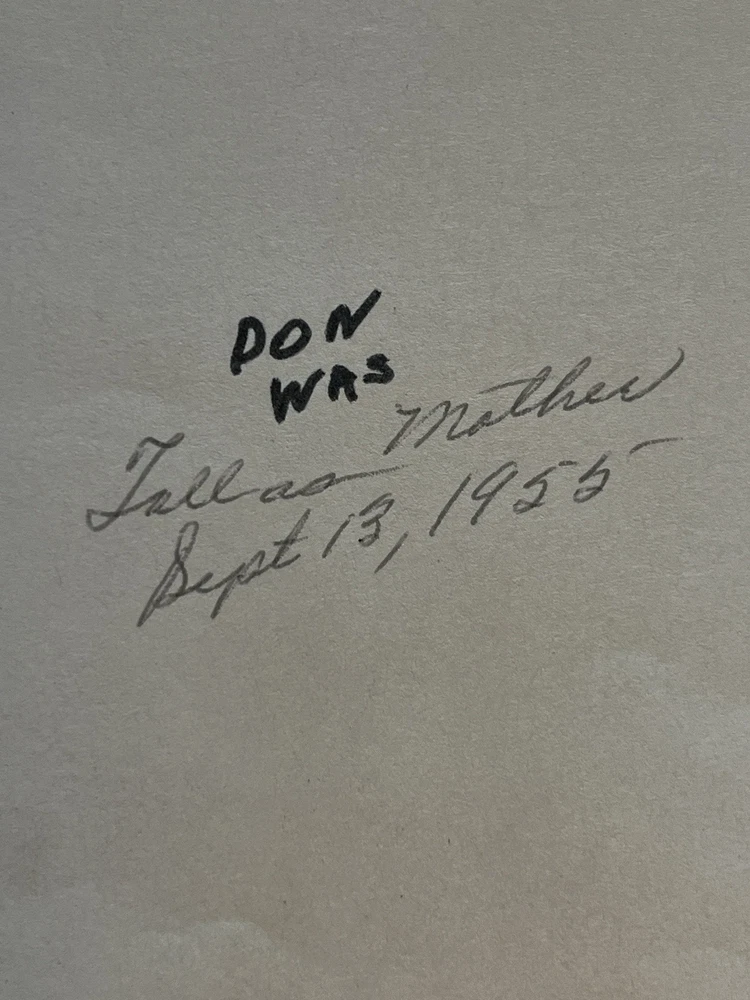 DON
WAS
Tall as Mother
Sept 13, 1955